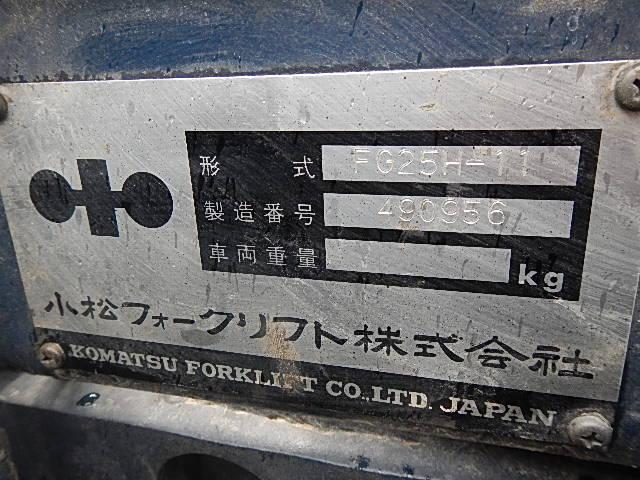 形式 FG25H-11
製造番号 490956
車両重量 kg
小松フォークリフト株式会社
KOMATSU FORKLIFT CO.,LTD. JAPAN